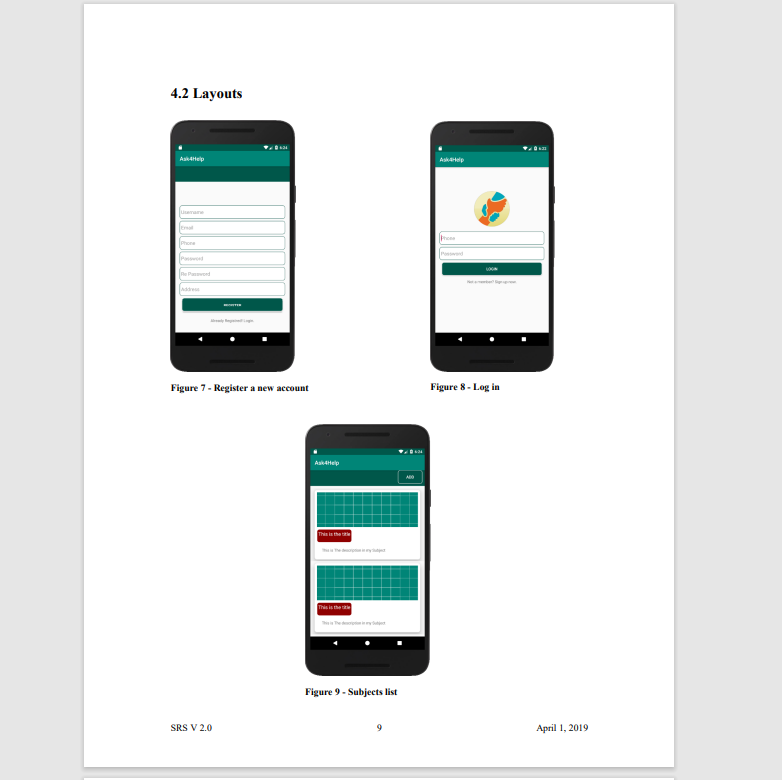 4.2 Layouts
6:24
Ask4Help
Username
Email
Phone
Password
Re Password
Address
REGISTER
Already Registred! Login
Figure 7 - Register a new account
6:23
Ask4Help
Phone
Password
LOGIN
Not a member? Sign up now.
Figure 8 - Log in
6:24
Ask4Help
ADD
This is the title
This is The description in my Subject
This is the title
This is The description in my Subject
Figure 9 - Subjects list
SRS V 2.0 9 April 1, 2019